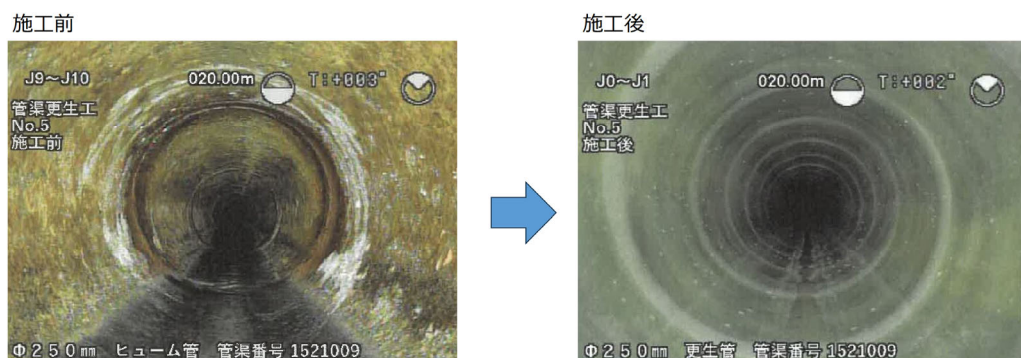 施工前
J9～J10
020.00m
T:+003°
管渠更生工
No.5
施工前
Φ250㎜ ヒューム管 管渠番号 1521009
施工後
J0～J1
020.00m
T:+002°
管渠更生工
No.5
施工後
Φ250㎜ 更生管 管渠番号 1521009